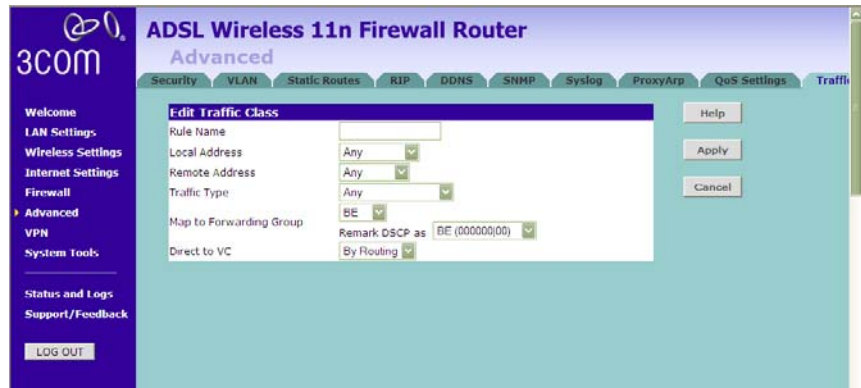 3COM
ADSL Wireless 11n Firewall Router
Advanced
Security VLAN Static Routes RIP DDNS SNMP Syslog ProxyArp QoS Settings
Welcome
LAN Settings
Wireless Settings
Internet Settings
Firewall
Advanced
VPN
System Tools
Status and Logs
Support/Feedback
LOG OUT
Edit Traffic Class
Rule Name
Local Address Any
Remote Address Any
Traffic Type Any
Map to Forwarding Group BE
Remark DSCP as BE (000000|00)
Direct to VC By Routing
Help
Apply
Cancel